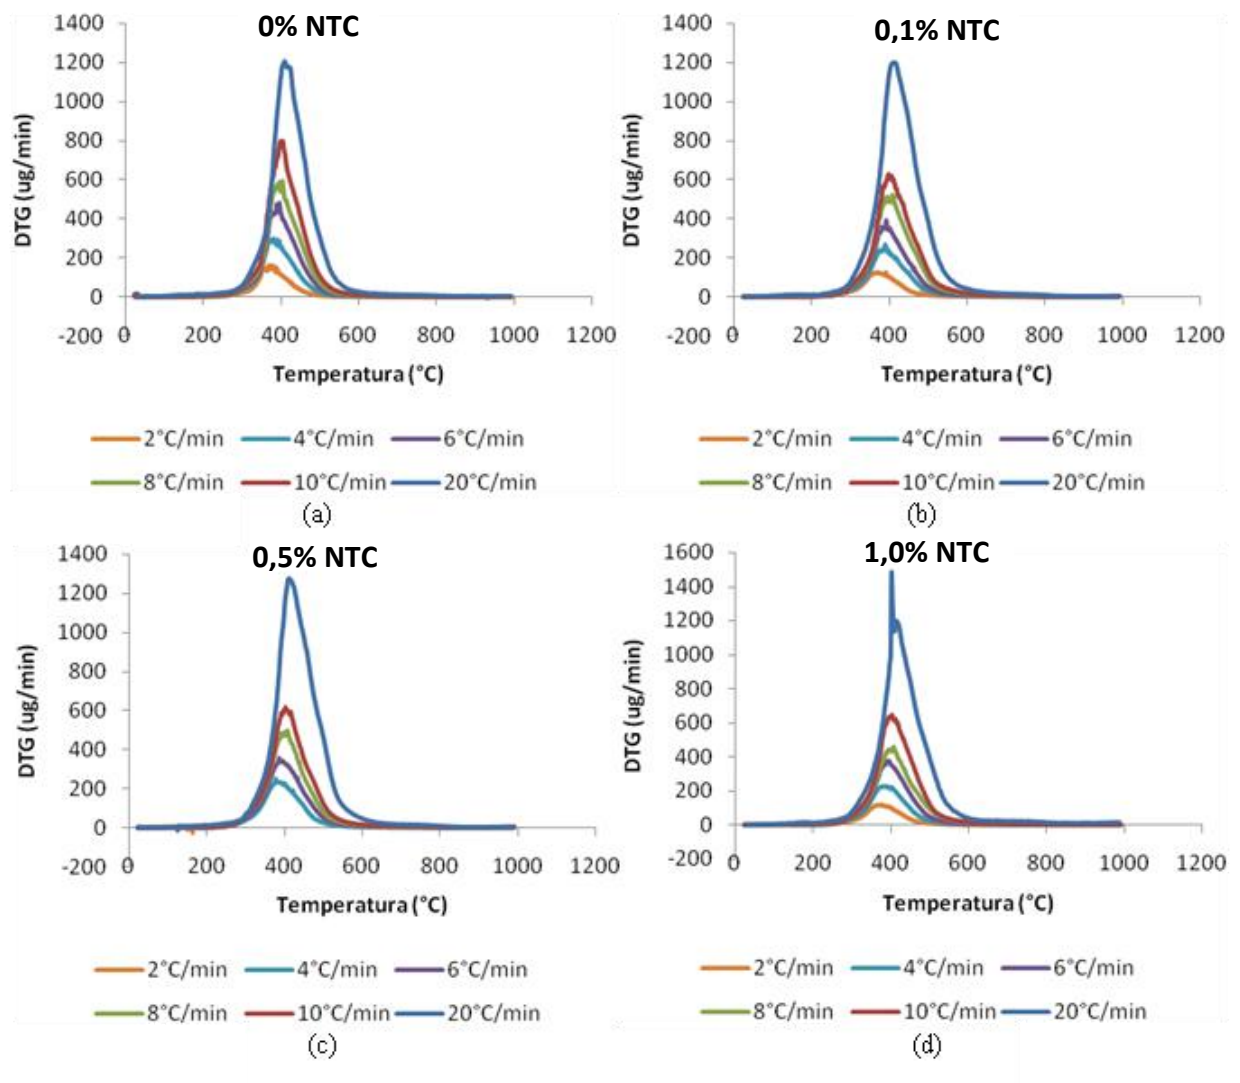 0% NTC
1400
1200
1000
800
600
400
200
0
-200
0 200 400 600 800 1000 1200
DTG (ug/min)
Temperatura (°C)
2°C/min 4°C/min 6°C/min
8°C/min 10°C/min 20°C/min
(a)
0,1% NTC
1400
1200
1000
800
600
400
200
0
-200
0 200 400 600 800 1000 1200
DTG (ug/min)
Temperatura (°C)
2°C/min 4°C/min 6°C/min
8°C/min 10°C/min 20°C/min
(b)
0,5% NTC
1400
1200
1000
800
600
400
200
0
-200
0 200 400 600 800 1000 1200
DTG (ug/min)
Temperatura (°C)
2°C/min 4°C/min 6°C/min
8°C/min 10°C/min 20°C/min
(c)
1,0% NTC
1600
1400
1200
1000
800
600
400
200
0
-200
0 200 400 600 800 1000 1200
DTG (ug/min)
Temperatura (°C)
2°C/min 4°C/min 6°C/min
8°C/min 10°C/min 20°C/min
(d)